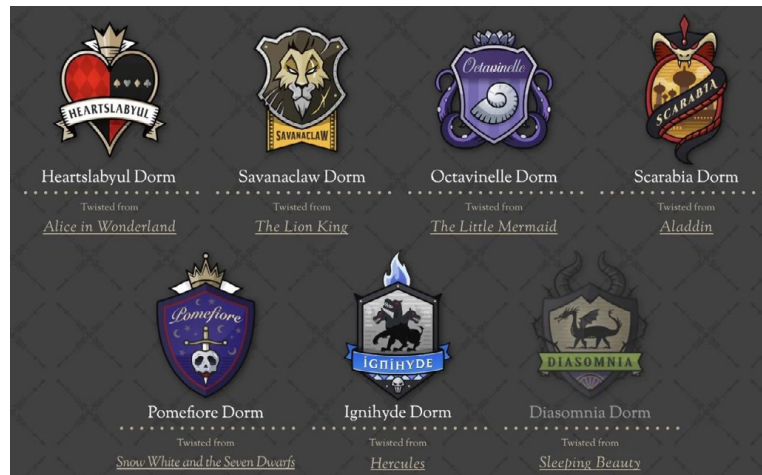 HEARTSLABYUL
SAVANACLAW
Octavinelle
SCARABIA
Heartslabyul Dorm
Savanaclaw Dorm
Octavinelle Dorm
Scarabia Dorm
Twisted from
Twisted from
Twisted from
Twisted from
Alice in Wonderland
The Lion King
The Little Mermaid
Aladdin
Pomefiore
IGNIHYDE
DIASOMNIA
Pomefiore Dorm
Ignihyde Dorm
Diasomnia Dorm
Twisted from
Twisted from
Twisted from
Snow White and the Seven Dwarfs
Hercules
Sleeping Beauty